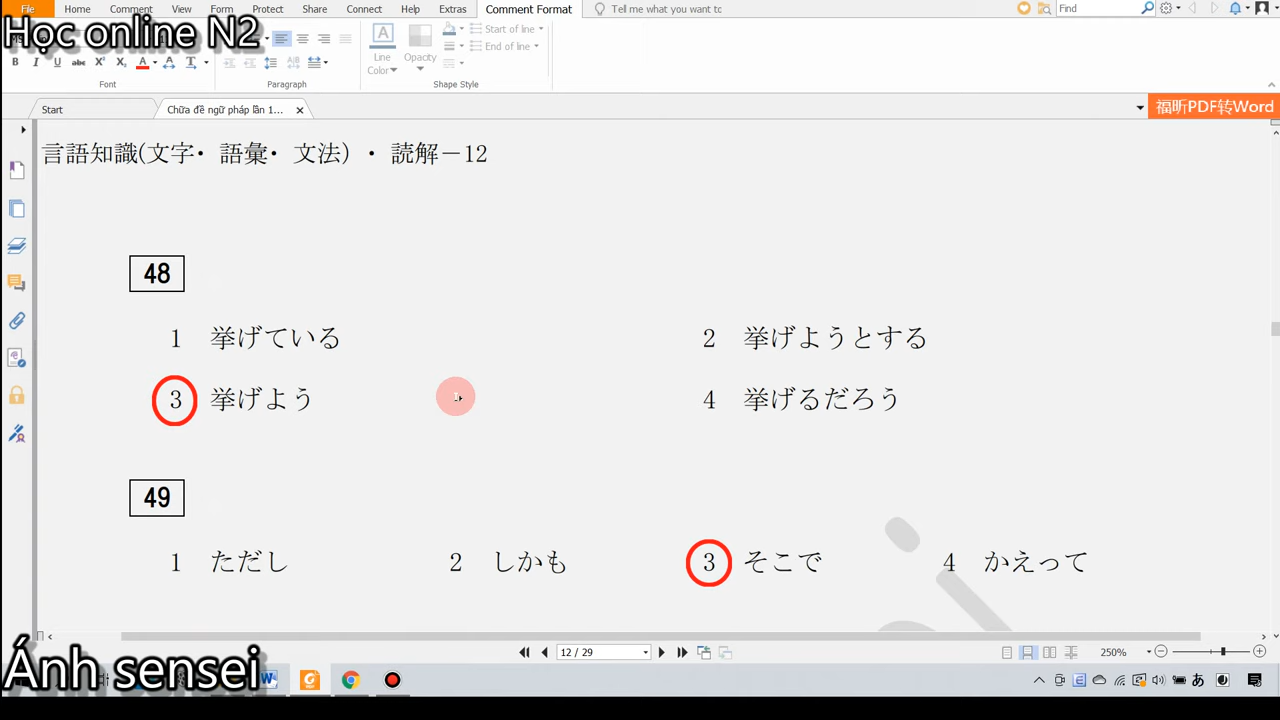 File Home Comment View Form Protect Share Connect Help Extras Comment Format Tell me what you want tc Find
Học online N2
Line Color
Opacity
Start of line
End of line
Font Paragraph Shape Style
Start
Chữa đề ngữ pháp lần 1...
福昕PDF转Word
言語知識(文字・語彙・文法)・読解－12
48
1 挙げている
2 挙げようとする
3 挙げよう
4 挙げるだろう
49
1 ただし
2 しかも
3 そこで
4 かえって
12 / 29
250%
Ánh sensei